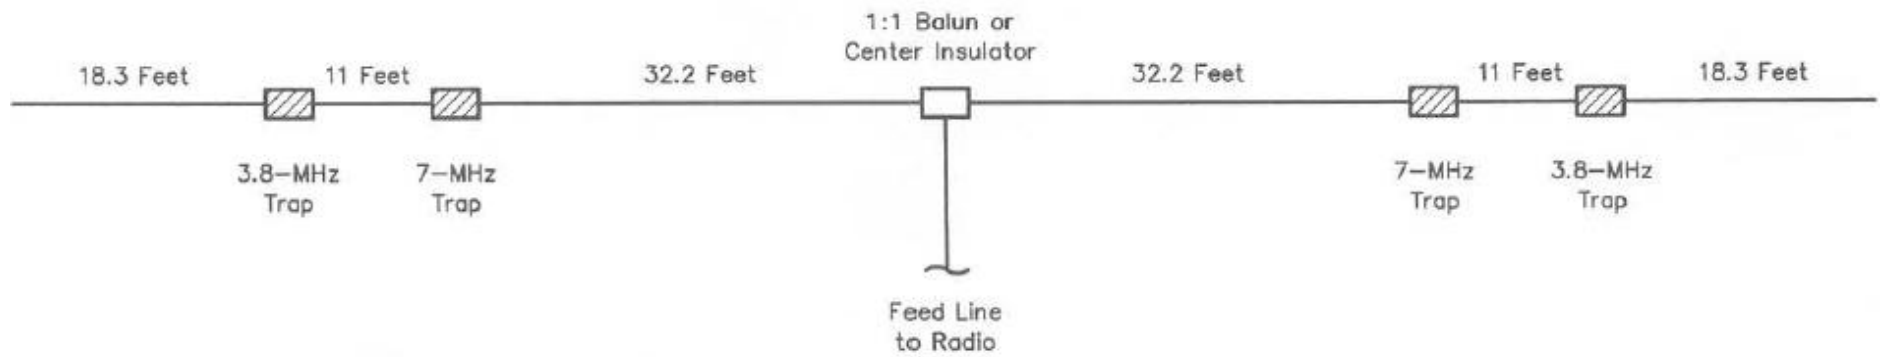 1:1 Balun or
Center Insulator
18.3 Feet
11 Feet
32.2 Feet
32.2 Feet
11 Feet
18.3 Feet
3.8–MHz
Trap
7–MHz
Trap
7–MHz
Trap
3.8–MHz
Trap
Feed Line
to Radio